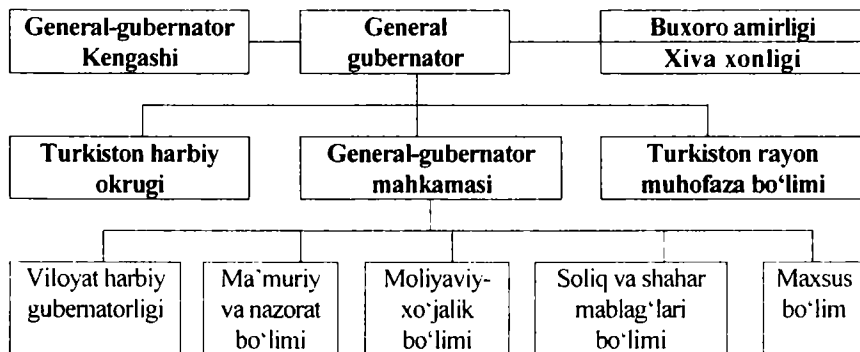 General-gubernator
Kengashi
General
gubernator
Buxoro amirligi
Xiva xonligi
Turkiston harbiy
okrugi
General-gubernator
mahkamasi
Turkiston rayon
muhofaza bo‘limi
Viloyat harbiy
gubernatorligi
Ma`muriy
va nazorat
bo‘limi
Moliyaviy-
xo‘jalik
bo‘limi
Soliq va shahar
mablag‘lari
bo‘limi
Maxsus
bo‘lim